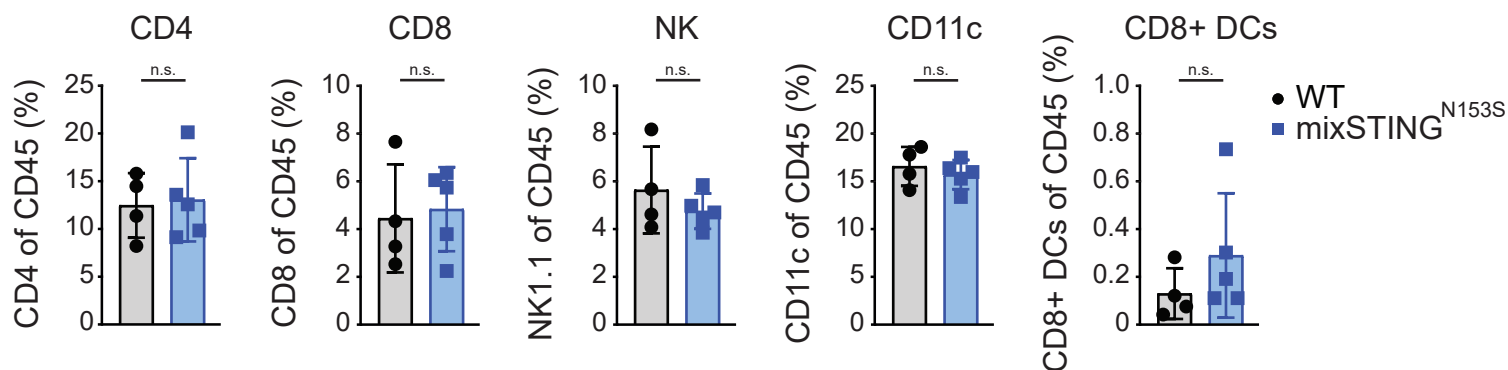 CD4
n.s.
CD4 of CD45 (%)
25
20
15
10
5
0
CD8
n.s.
CD8 of CD45 (%)
10
8
6
4
2
0
NK
n.s.
NK1.1 of CD45 (%)
10
8
6
4
2
0
CD11c
n.s.
CD11c of CD45 (%)
25
20
15
10
5
0
CD8+ DCs
n.s.
CD8+ DCs of CD45 (%)
1.0
0.8
0.6
0.4
0.2
0
WT
mixSTING^N153S